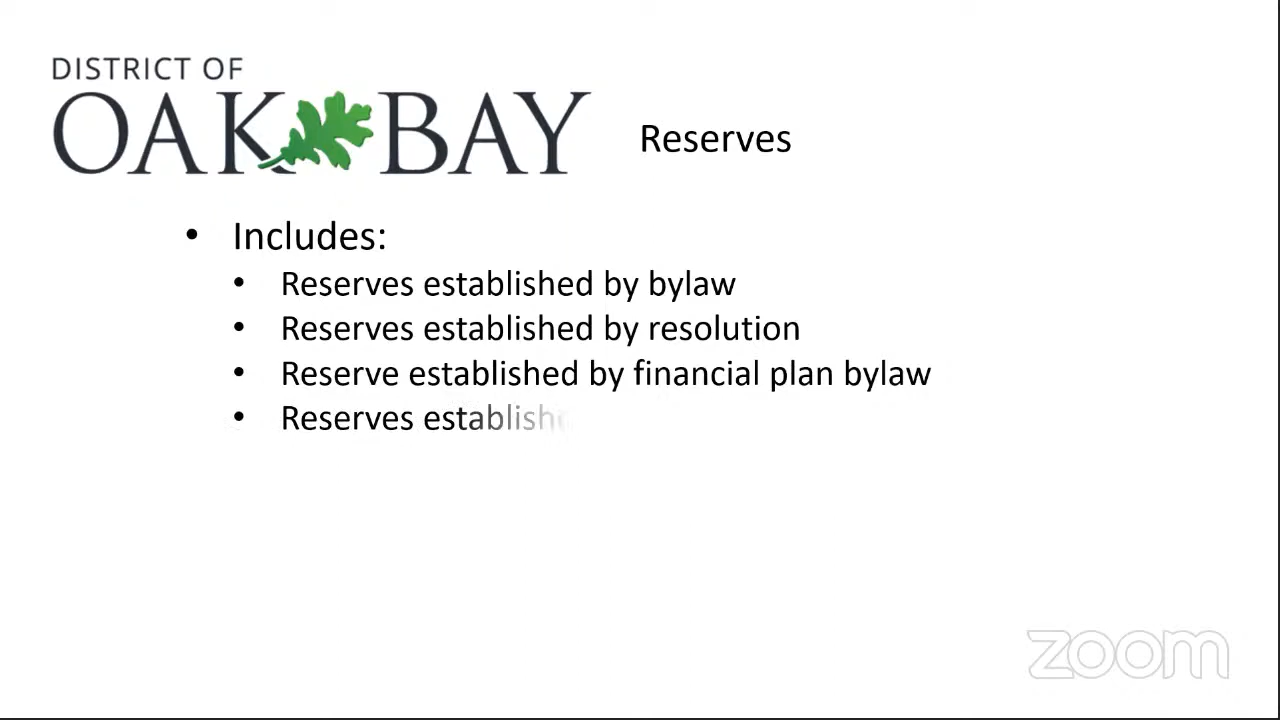 DISTRICT OF
OAK BAY
Reserves
• Includes:
• Reserves established by bylaw
• Reserves established by resolution
• Reserve established by financial plan bylaw
• Reserves
zoom